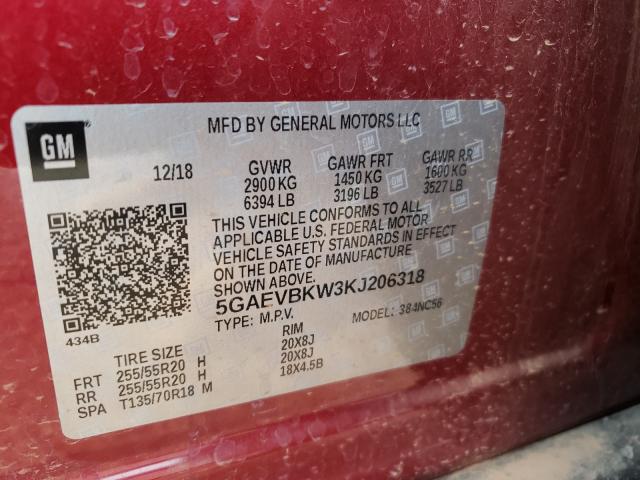 GM
MFD BY GENERAL MOTORS LLC
12/18 GVWR GAWR FRT GAWR RR
2900 KG 1450 KG 1600 KG
6394 LB 3196 LB 3527 LB
THIS VEHICLE CONFORMS TO ALL
APPLICABLE U.S. FEDERAL MOTOR
VEHICLE SAFETY STANDARDS IN EFFECT
ON THE DATE OF MANUFACTURE
SHOWN ABOVE.
5GAEVBKW3KJ206318
TYPE: M.P.V. MODEL: 384NC56
434B
TIRE SIZE RIM
FRT 255/55R20 H 20X8J
RR 255/55R20 H 20X8J
SPA T135/70R18 M 18X4.5B